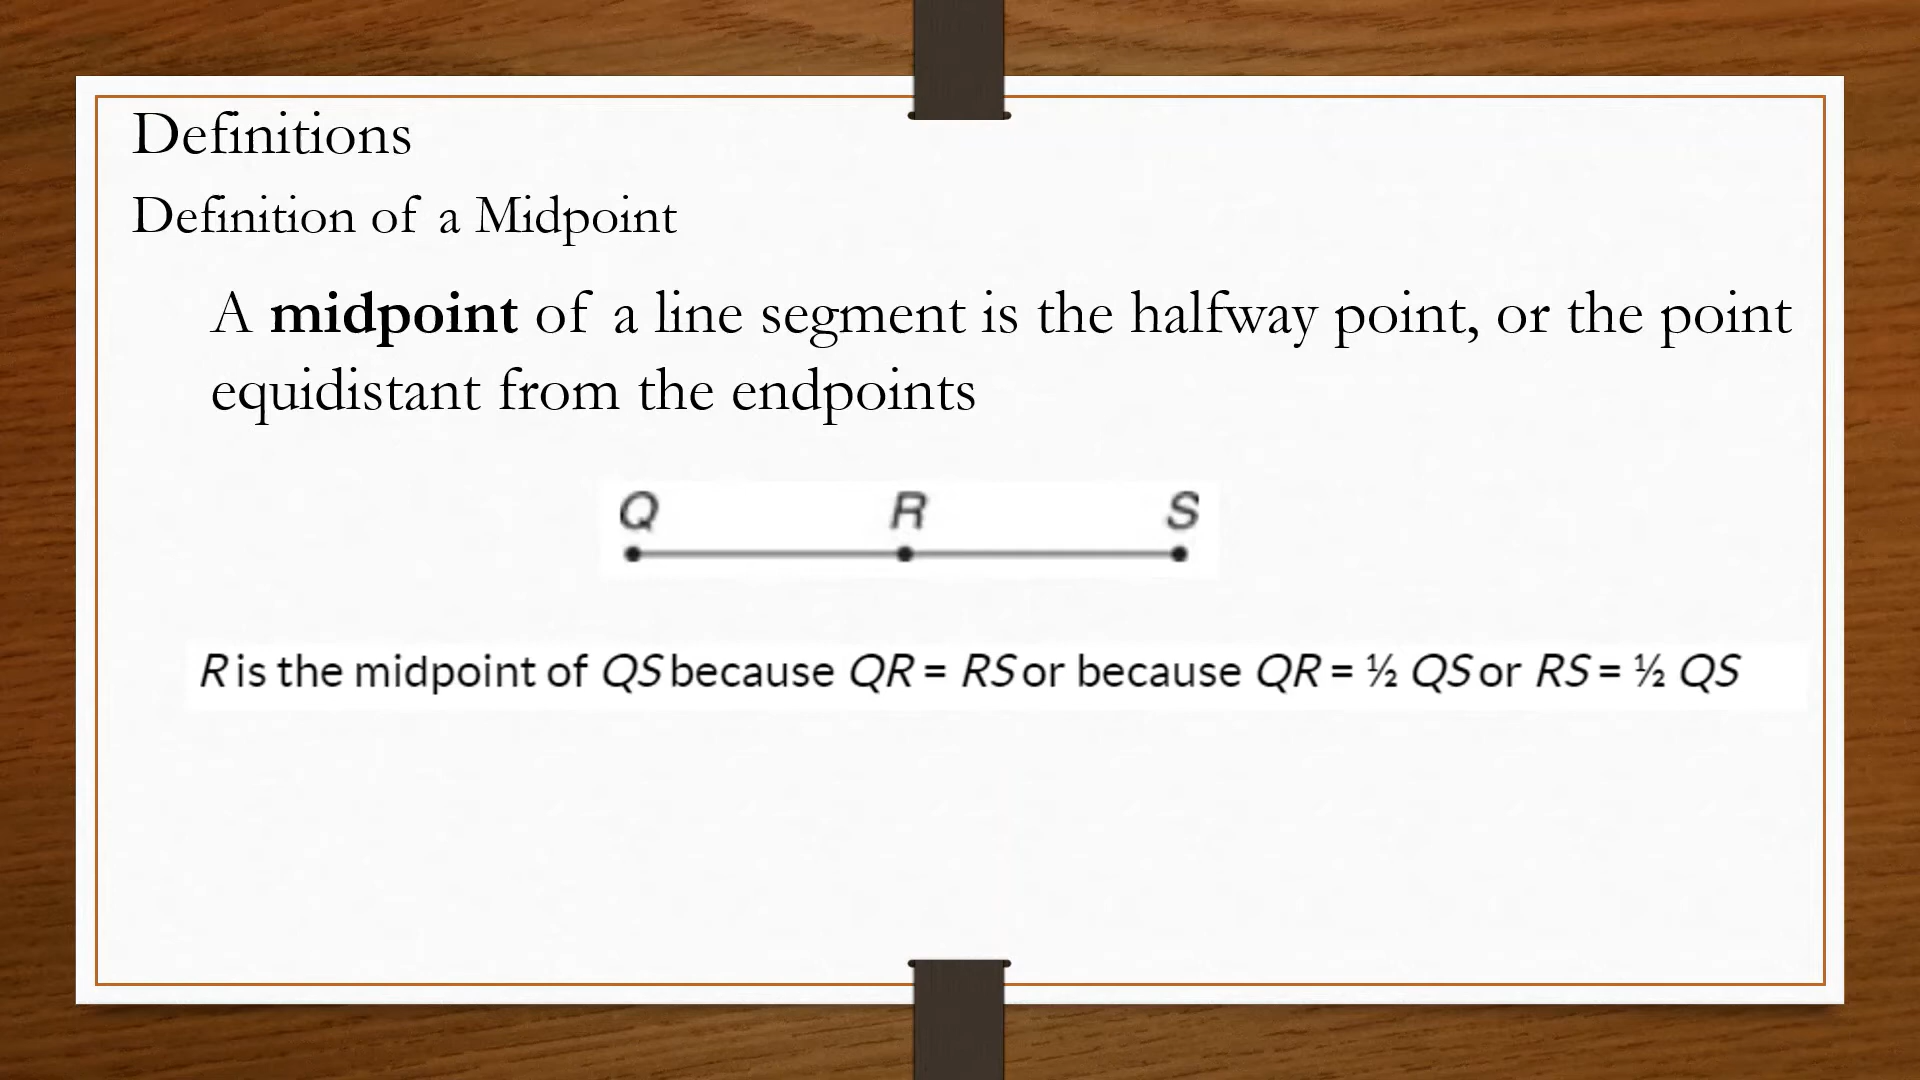 Definitions
Definition of a Midpoint
A midpoint of a line segment is the halfway point, or the point
equidistant from the endpoints
Q R S
R is the midpoint of QS because QR = RS or because QR = ½ QS or RS = ½ QS